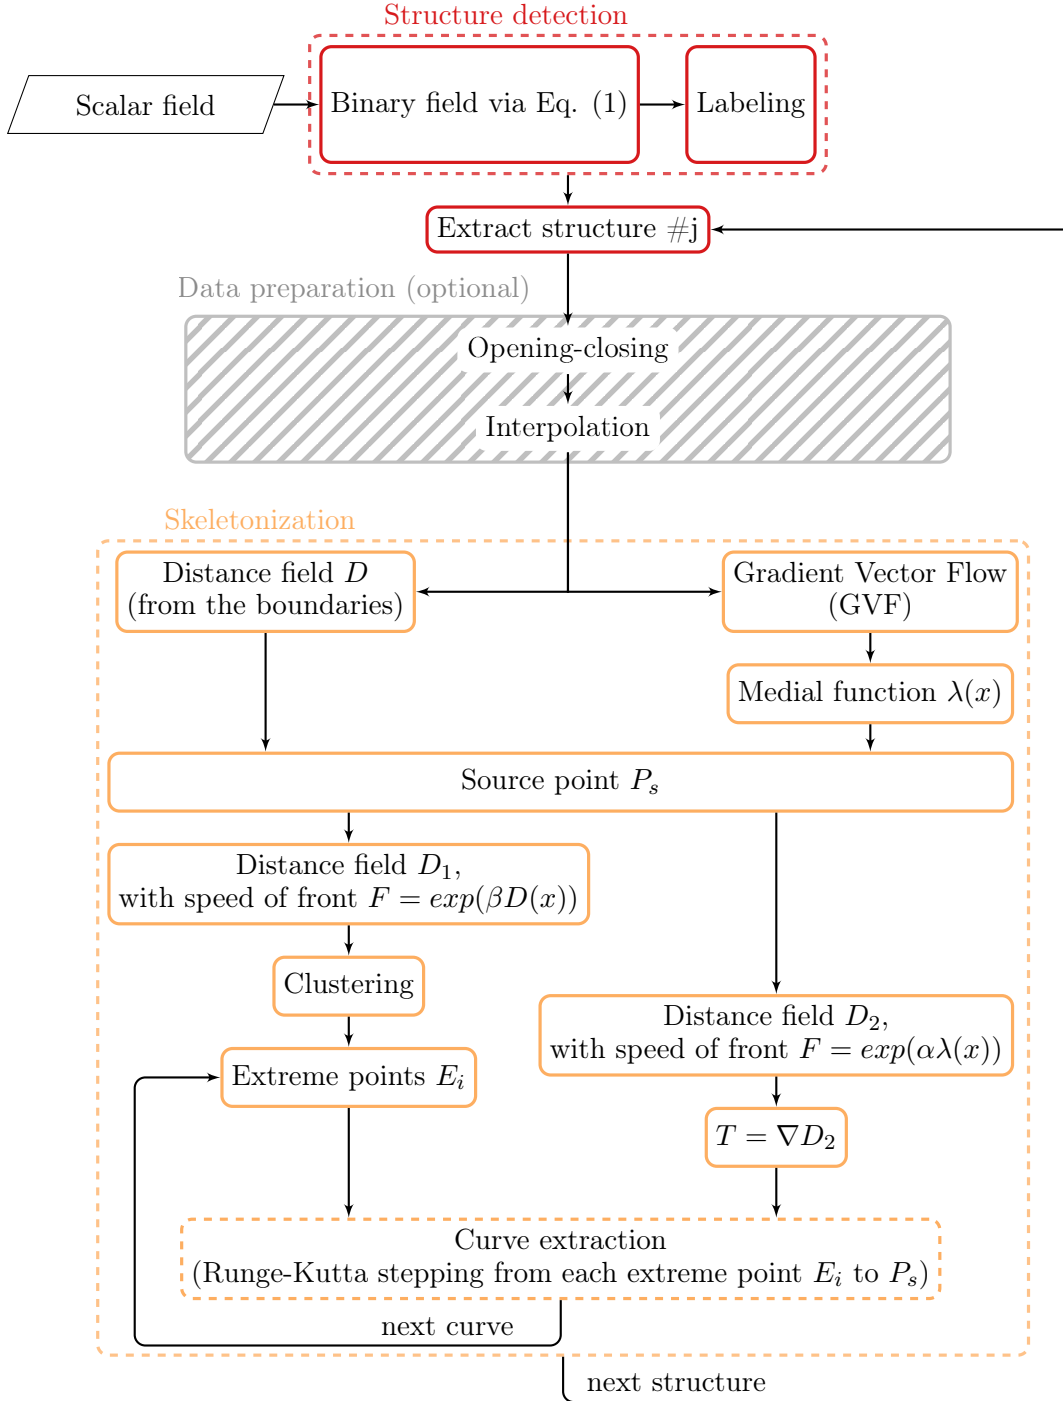 Structure detection
Scalar field
Binary field via Eq. (1)
Labeling
Extract structure #j
Data preparation (optional)
Opening-closing
Interpolation
Skeletonization
Distance field D
(from the boundaries)
Gradient Vector Flow
(GVF)
Medial function λ(x)
Source point P_s
Distance field D_1,
with speed of front F = exp(βD(x))
Clustering
Distance field D_2,
with speed of front F = exp(αλ(x))
Extreme points E_i
T = ∇D_2
Curve extraction
(Runge-Kutta stepping from each extreme point E_i to P_s)
next curve
next structure